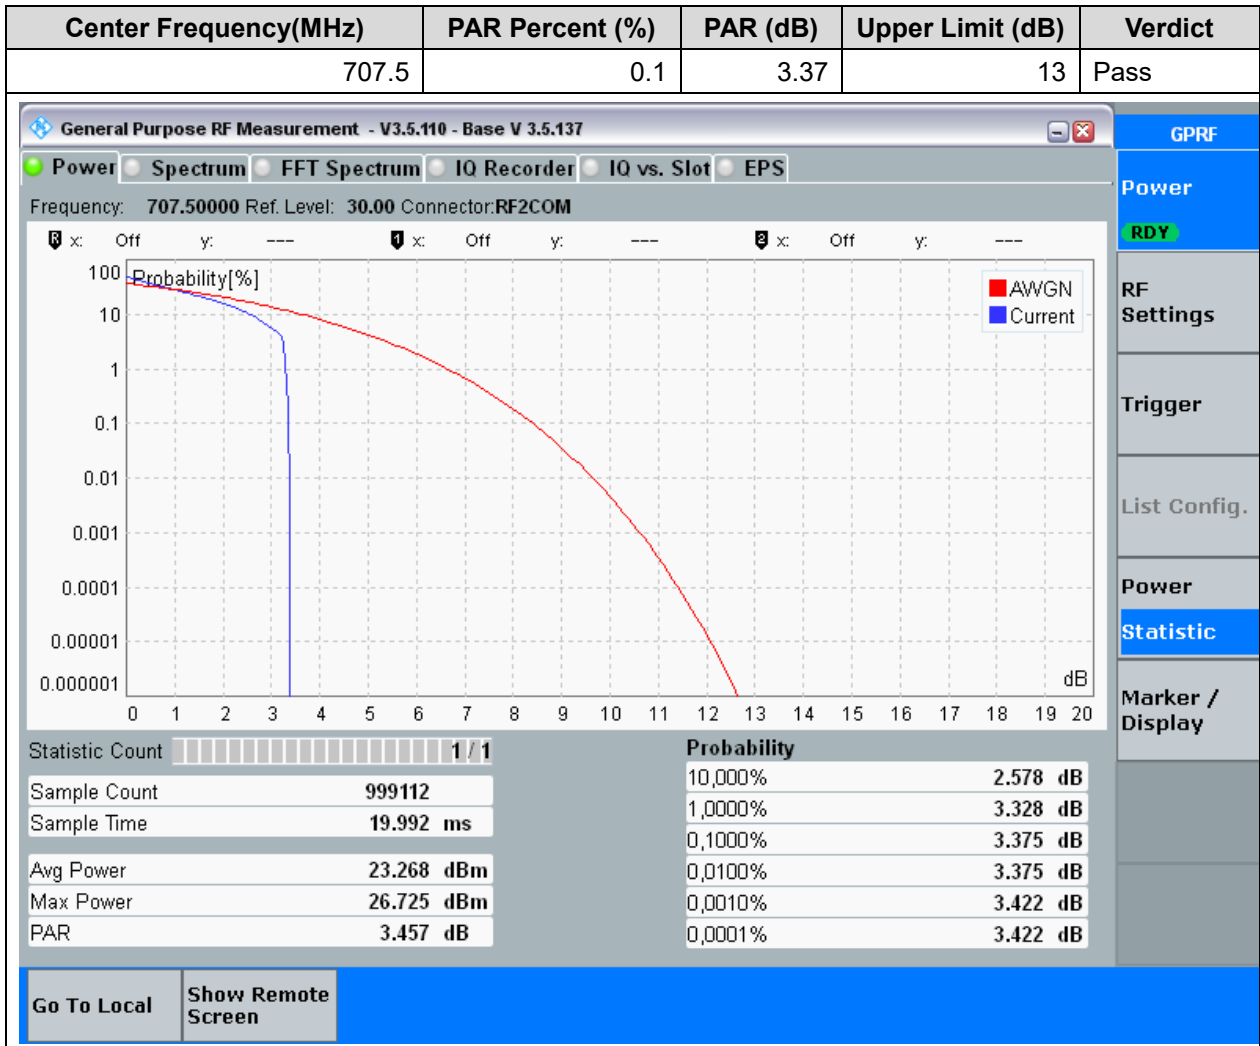 Center Frequency(MHz) PAR Percent (%) PAR (dB) Upper Limit (dB) Verdict
707.5 0.1 3.37 13 Pass
General Purpose RF Measurement - V3.5.110 - Base V 3.5.137
GPRF
Power Spectrum FFT Spectrum IQ Recorder IQ vs. Slot EPS
Power
RDY
Frequency: 707.50000 Ref. Level: 30.00 Connector:RF2COM
R x: Off y: --- 1 x: Off y: --- 2 x: Off y: ---
Probability[%]
AWGN
Current
100
10
1
0.1
0.01
0.001
0.0001
0.00001
0.000001
dB
0 1 2 3 4 5 6 7 8 9 10 11 12 13 14 15 16 17 18 19 20
RF
Settings
Trigger
List Config.
Power
Statistic
Marker /
Display
Statistic Count 1 / 1
Sample Count 999112
Sample Time 19.992 ms
Avg Power 23.268 dBm
Max Power 26.725 dBm
PAR 3.457 dB
Probability
10,000% 2.578 dB
1,0000% 3.328 dB
0,1000% 3.375 dB
0,0100% 3.375 dB
0,0010% 3.422 dB
0,0001% 3.422 dB
Go To Local
Show Remote
Screen